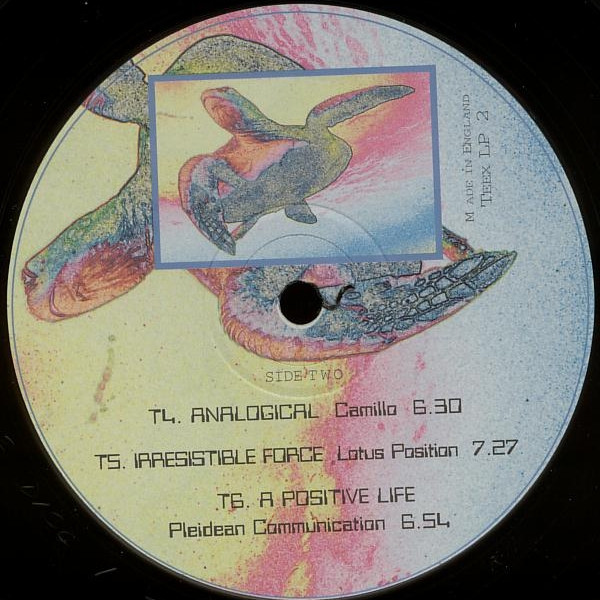 MADE IN ENGLAND
TEEX LP 2
SIDE TWO
T4. ANALOGICAL Camillo 6.30
T5. IRRESISTIBLE FORCE Lotus Position 7.27
T6. A POSITIVE LIFE
Pleidean Communication 6.54